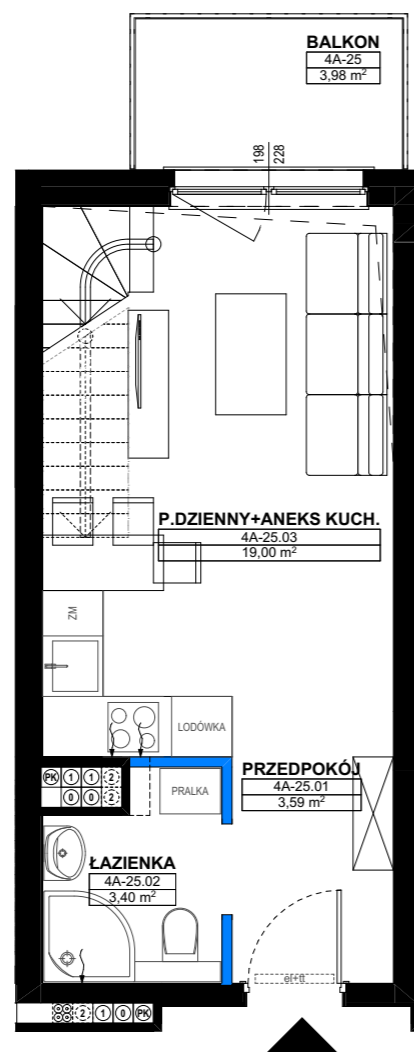 BALKON
4A-25
3,98 m²
198
228
P.DZIENNY+ANEKS KUCH.
4A-25.03
19,00 m²
ZM
LODÓWKA
PRZEDPOKÓJ
4A-25.01
3,59 m²
PK 1 1 2
0 0 2
PRALKA
ŁAZIENKA
4A-25.02
3,40 m²
el+tt
2 1 0 PK